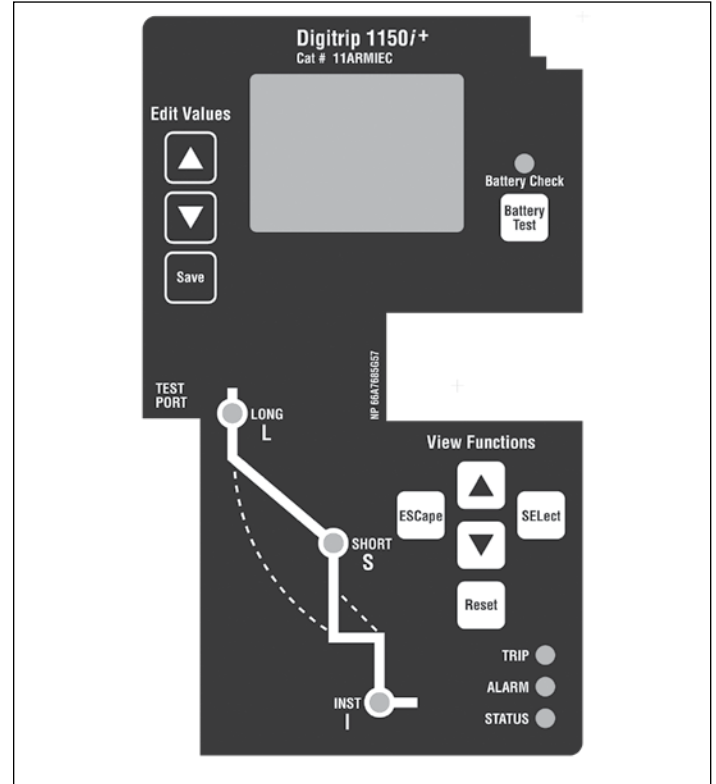 Digitrip 1150i+
Cat # 11ARMIEC
Edit Values
Save
Battery Check
Battery
Test
TEST
PORT
NP 66A7685G57
LONG
L
SHORT
S
INST
I
View Functions
ESCape
SELect
Reset
TRIP
ALARM
STATUS